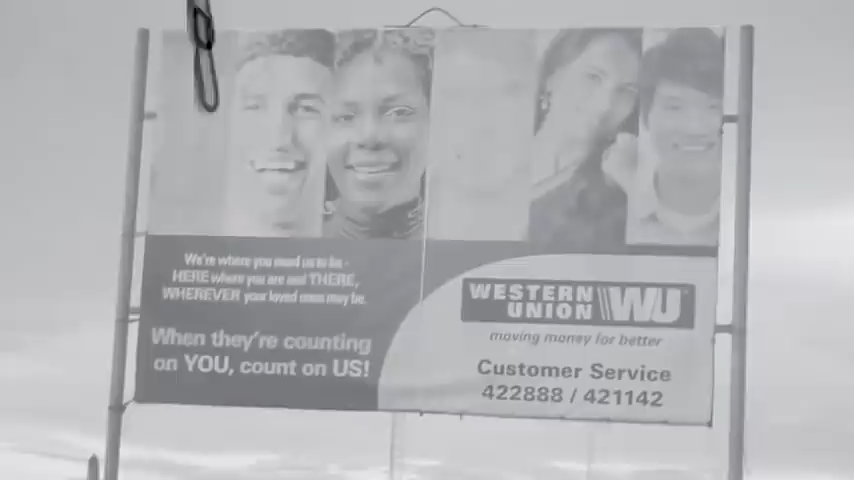 We're where you need us to be -
HERE where you are and THERE,
WHEREVER your loved ones may be.
When they're counting
on YOU, count on US!
WESTERN UNION WU
moving money for better
Customer Service
422888 / 421142